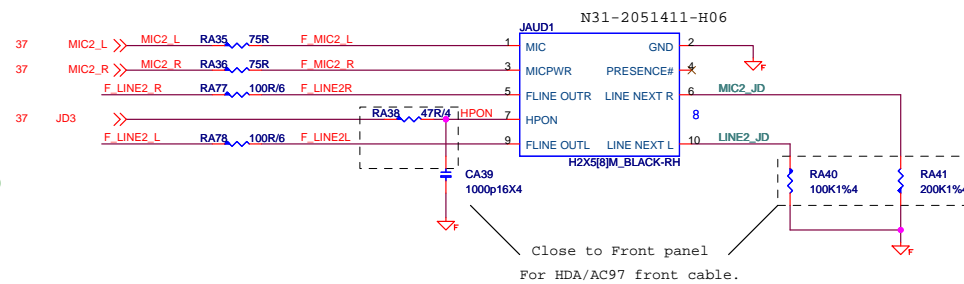 N31-2051411-H06
JAUD1
37 MIC2_L MIC2_L RA35 75R F_MIC2_L 1 MIC GND 2
F
37 MIC2_R MIC2_R RA36 75R F_MIC2_R 3 MICPWR PRESENCE# 4
F_LINE2_R RA77 100R/6 F_LINE2R 5 FLINE OUTR LINE NEXT R 6 MIC2_JD
37 JD3 RA38 47R/4 HPON 7 HPON 8
F_LINE2_L RA78 100R/6 F_LINE2L 9 FLINE OUTL LINE NEXT L 10 LINE2_JD
H2X5[8]M_BLACK-RH
CA39
1000p16X4
F
RA40
100K1%4
RA41
200K1%4
F
Close to Front panel
For HDA/AC97 front cable.